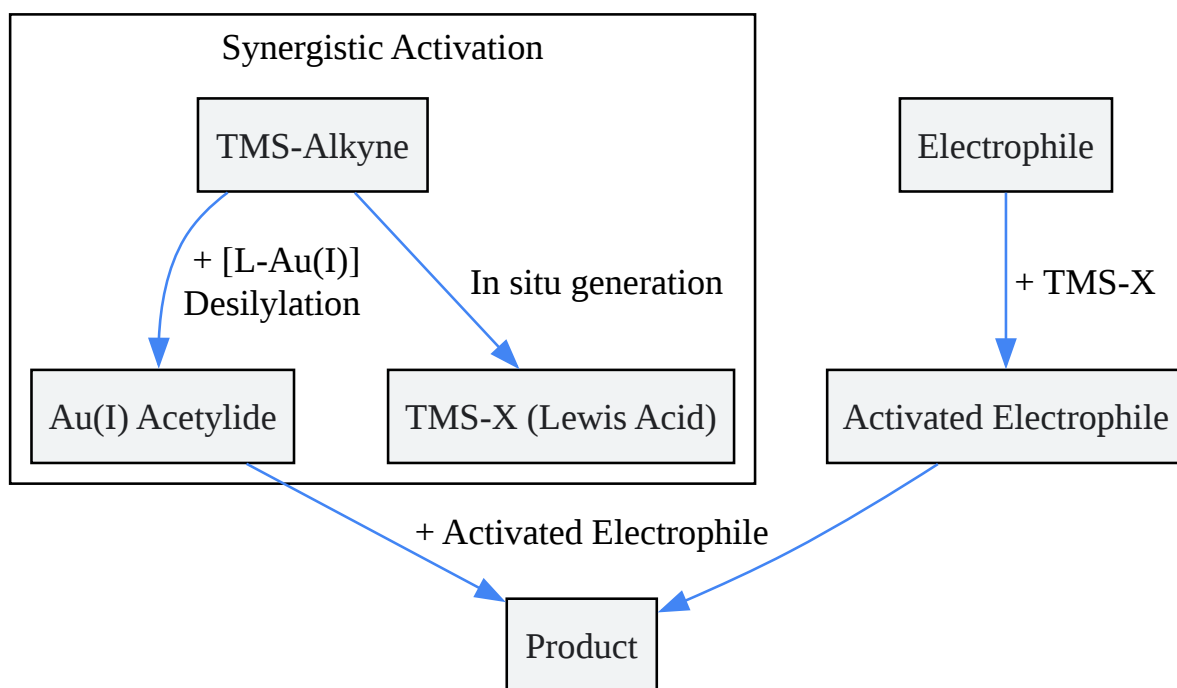 Synergistic Activation
TMS-Alkyne
Electrophile
+ [L-Au(I)]
Desilylation
In situ generation
+ TMS-X
Au(I) Acetylide
TMS-X (Lewis Acid)
Activated Electrophile
+ Activated Electrophile
Product